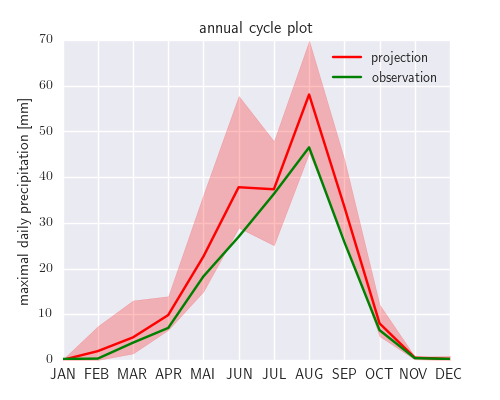 annual cycle plot
70
60
50
40
30
20
10
0
maximal daily precipitation [mm]
projection
observation
JAN FEB MAR APR MAI JUN JUL AUG SEP OCT NOV DEC